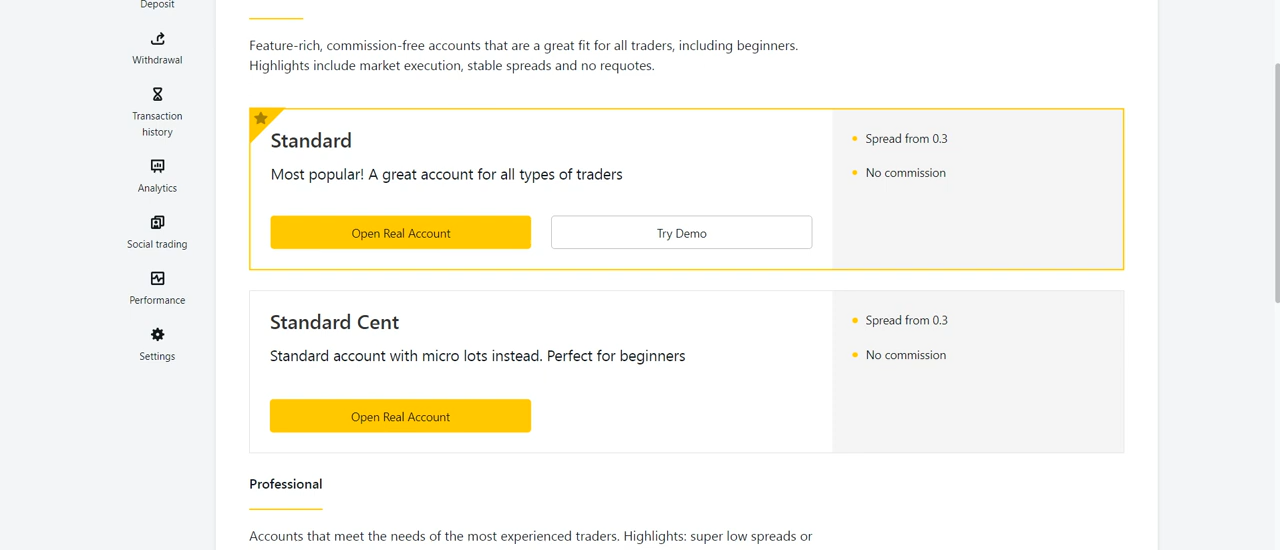 Deposit
Withdrawal
Transaction
history
Analytics
Social trading
Performance
Settings
Feature-rich, commission-free accounts that are a great fit for all traders, including beginners.
Highlights include market execution, stable spreads and no requotes.
Standard
Most popular! A great account for all types of traders
Open Real Account
Try Demo
Spread from 0.3
No commission
Standard Cent
Standard account with micro lots instead. Perfect for beginners
Open Real Account
Spread from 0.3
No commission
Professional
Accounts that meet the needs of the most experienced traders. Highlights: super low spreads or